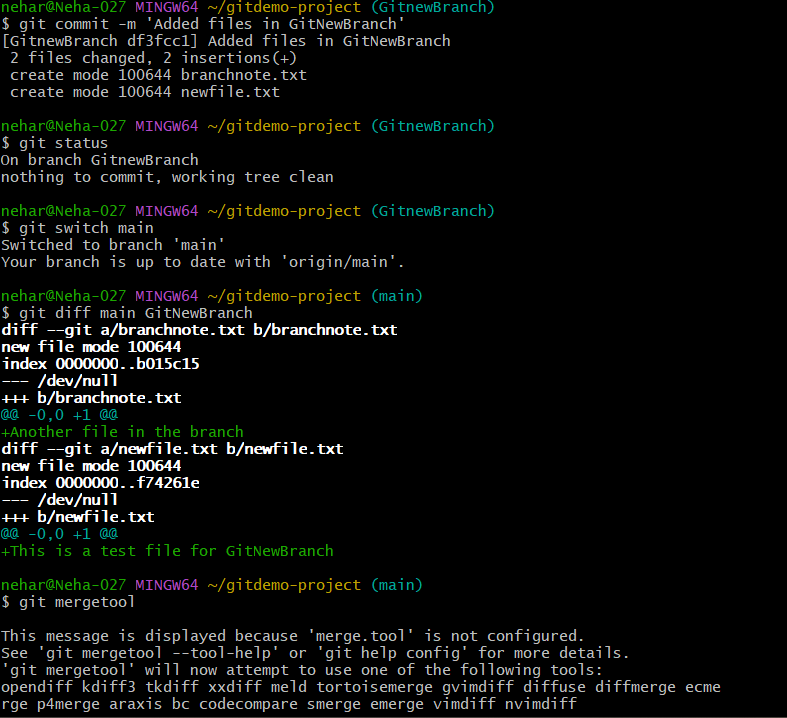 nehar@Neha-027 MINGW64 ~/gitdemo-project (GitnewBranch)
$ git commit -m 'Added files in GitNewBranch'
[GitnewBranch df3fcc1] Added files in GitNewBranch
 2 files changed, 2 insertions(+)
 create mode 100644 branchnote.txt
 create mode 100644 newfile.txt
nehar@Neha-027 MINGW64 ~/gitdemo-project (GitnewBranch)
$ git status
On branch GitnewBranch
nothing to commit, working tree clean
nehar@Neha-027 MINGW64 ~/gitdemo-project (GitnewBranch)
$ git switch main
Switched to branch 'main'
Your branch is up to date with 'origin/main'.
nehar@Neha-027 MINGW64 ~/gitdemo-project (main)
$ git diff main GitNewBranch
diff --git a/branchnote.txt b/branchnote.txt
new file mode 100644
index 0000000..b015c15
--- /dev/null
+++ b/branchnote.txt
@@ -0,0 +1 @@
+Another file in the branch
diff --git a/newfile.txt b/newfile.txt
new file mode 100644
index 0000000..f74261e
--- /dev/null
+++ b/newfile.txt
@@ -0,0 +1 @@
+This is a test file for GitNewBranch
nehar@Neha-027 MINGW64 ~/gitdemo-project (main)
$ git mergetool
This message is displayed because 'merge.tool' is not configured.
See 'git mergetool --tool-help' or 'git help config' for more details.
'git mergetool' will now attempt to use one of the following tools:
opendiff kdiff3 tkdiff xxdiff meld tortoisemerge gvimdiff diffuse diffmerge ecme
rge p4merge araxis bc codecompare smerge emerge vimdiff nvimdiff